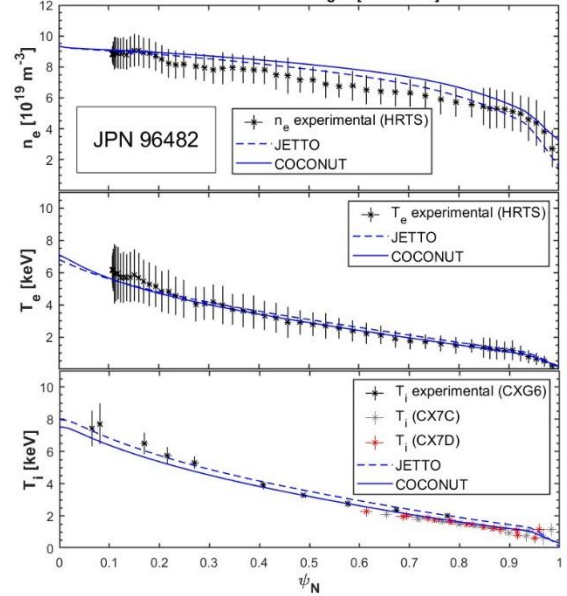 12
10
8
6
4
2
n_e [10^19 m^-3]
JPN 96482
n_e experimental (HRTS)
JETTO
COCONUT
10
8
6
4
2
T_e [keV]
T_e experimental (HRTS)
JETTO
COCONUT
10
8
6
4
2
0
T_i [keV]
T_i experimental (CXG6)
T_i (CX7C)
T_i (CX7D)
JETTO
COCONUT
0 0.1 0.2 0.3 0.4 0.5 0.6 0.7 0.8 0.9 1
ψ_N